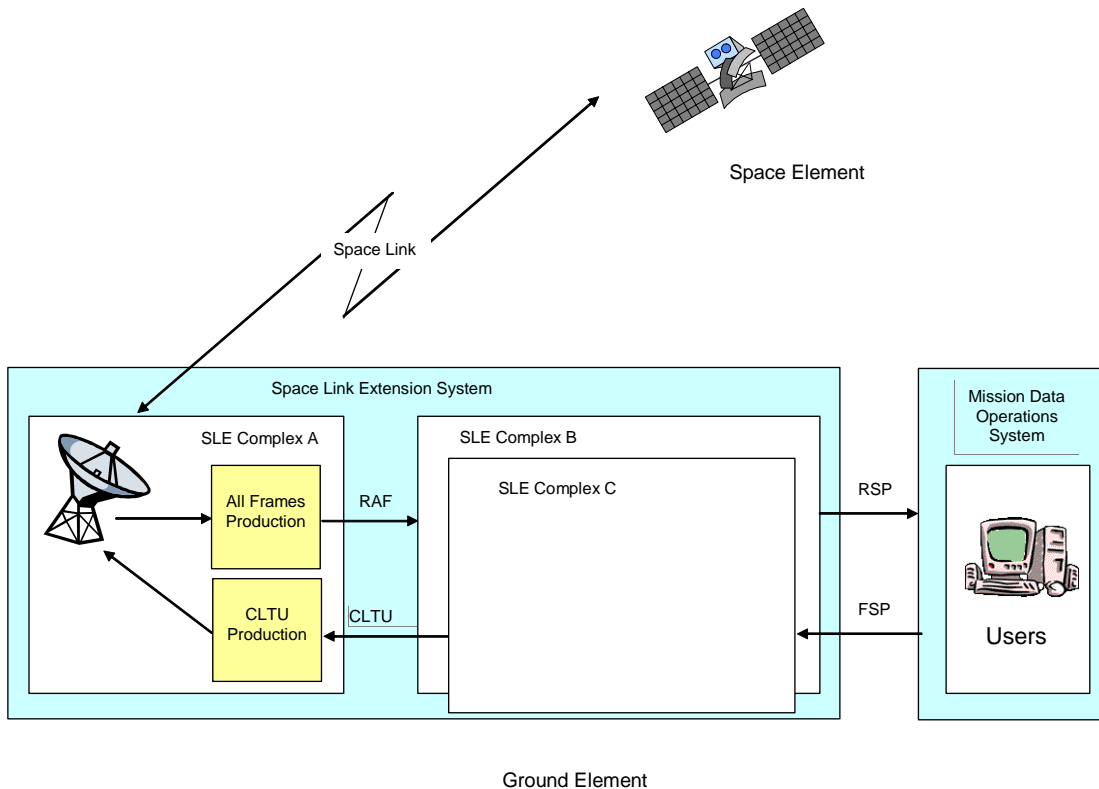 Space Element
Space Link
Space Link Extension System
SLE Complex A
All Frames
Production
CLTU
Production
RAF
CLTU
SLE Complex B
SLE Complex C
RSP
FSP
Mission Data
Operations
System
Users
Ground Element